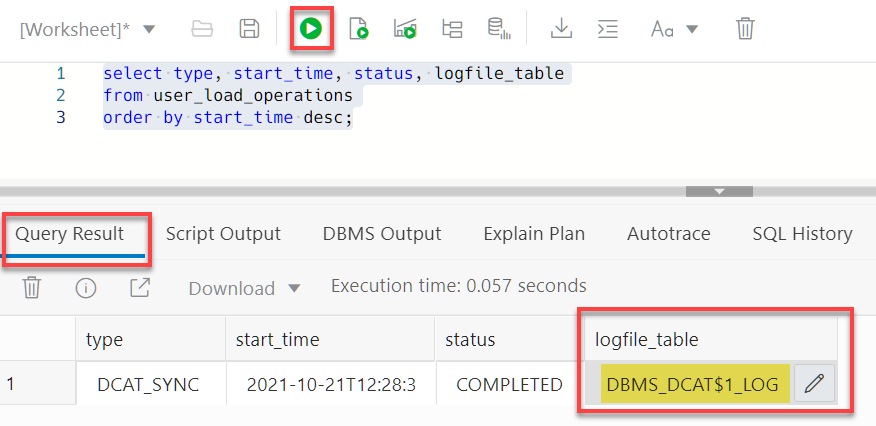 [Worksheet]*
Aa
1 select type, start_time, status, logfile_table
2 from user_load_operations
3 order by start_time desc;
Query Result Script Output DBMS Output Explain Plan Autotrace SQL History
Download Execution time: 0.057 seconds
type start_time status logfile_table
1 DCAT_SYNC 2021-10-21T12:28:3 COMPLETED DBMS_DCAT$1_LOG